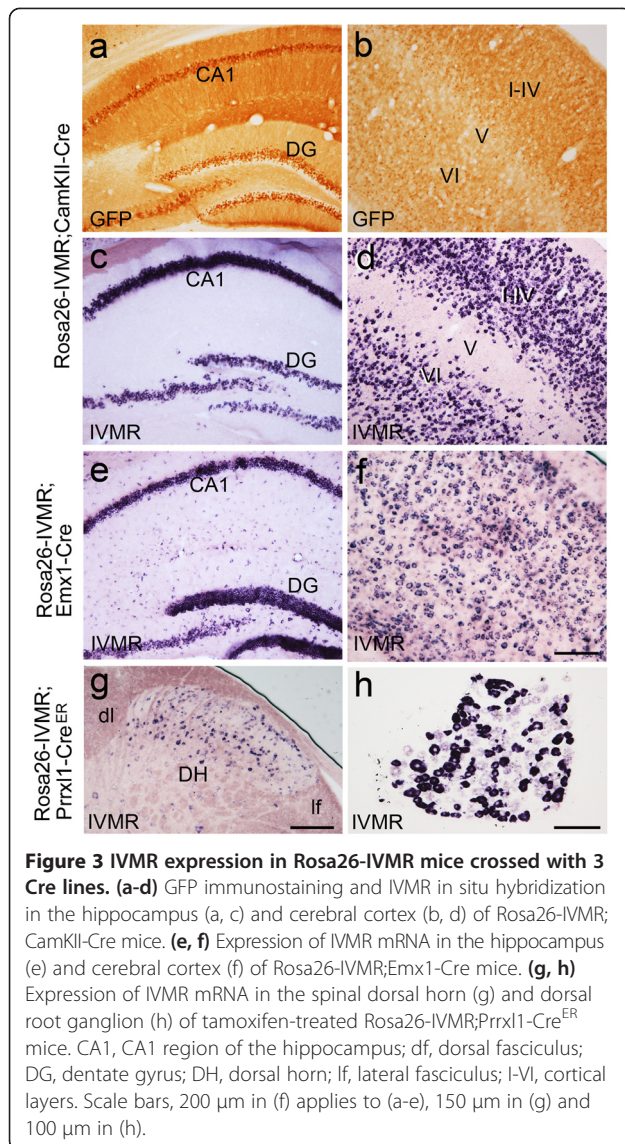 a
b
CA1
I-IV
V
DG
VI
GFP
GFP
Rosa26-IVMR;CamKII-Cre
c
d
CA1
I-IV
V
DG
VI
IVMR
IVMR
e
f
CA1
DG
IVMR
IVMR
Rosa26-IVMR;
Emx1-Cre
g
h
dl
DH
lf
IVMR
IVMR
Rosa26-IVMR;
Prrxl1-CreER
Figure 3 IVMR expression in Rosa26-IVMR mice crossed with 3
Cre lines. (a-d) GFP immunostaining and IVMR in situ hybridization
in the hippocampus (a, c) and cerebral cortex (b, d) of Rosa26-IVMR;
CamKII-Cre mice. (e, f) Expression of IVMR mRNA in the hippocampus
(e) and cerebral cortex (f) of Rosa26-IVMR;Emx1-Cre mice. (g, h)
Expression of IVMR mRNA in the spinal dorsal horn (g) and dorsal
root ganglion (h) of tamoxifen-treated Rosa26-IVMR;Prrxl1-CreER
mice. CA1, CA1 region of the hippocampus; df, dorsal fasciculus;
DG, dentate gyrus; DH, dorsal horn; lf, lateral fasciculus; I-VI, cortical
layers. Scale bars, 200 μm in (f) applies to (a-e), 150 μm in (g) and
100 μm in (h).